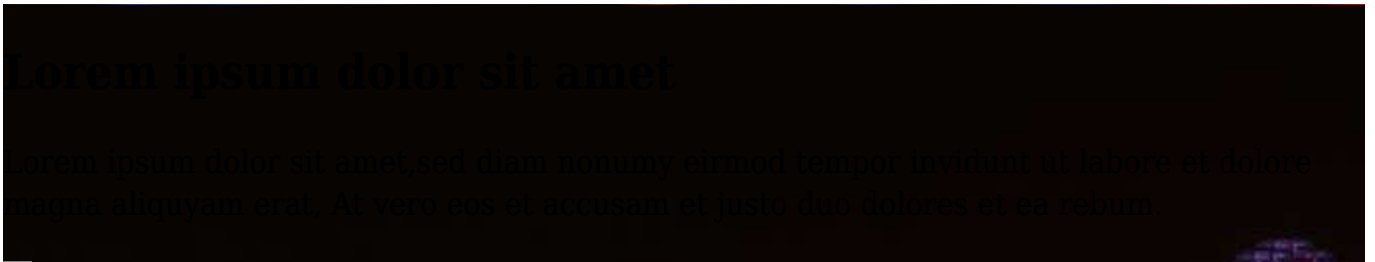 Lorem ipsum dolor sit amet
Lorem ipsum dolor sit amet,sed diam nonumy eirmod tempor invidunt ut labore et dolore
magna aliquyam erat, At vero eos et accusam et justo duo dolores et ea rebum.